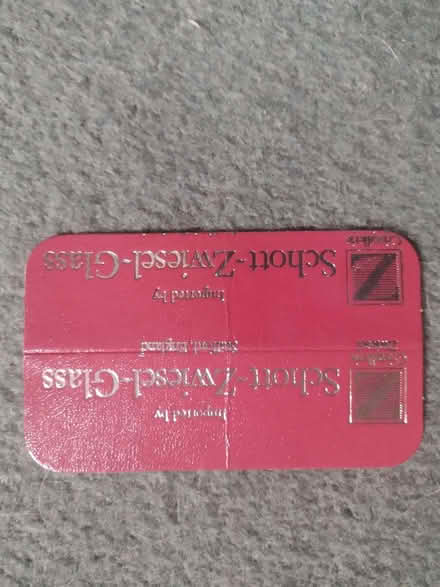 Imported by
Z
Schott-Zwiesel-Glass
Stafford, England
Imported by
Z
Schott-Zwiesel-Glass